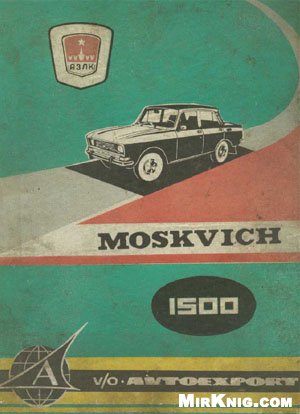 АЗЛК
MOSKVICH
1500
A
V/O · AVTOEXPORT
MirKnig.com